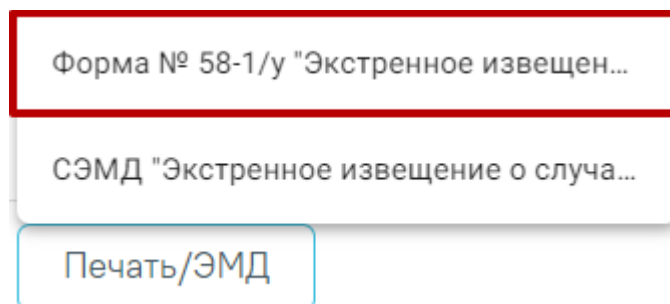 Форма № 58-1/у "Экстренное извещен...
СЭМД "Экстренное извещение о случа...
Печать/ЭМД